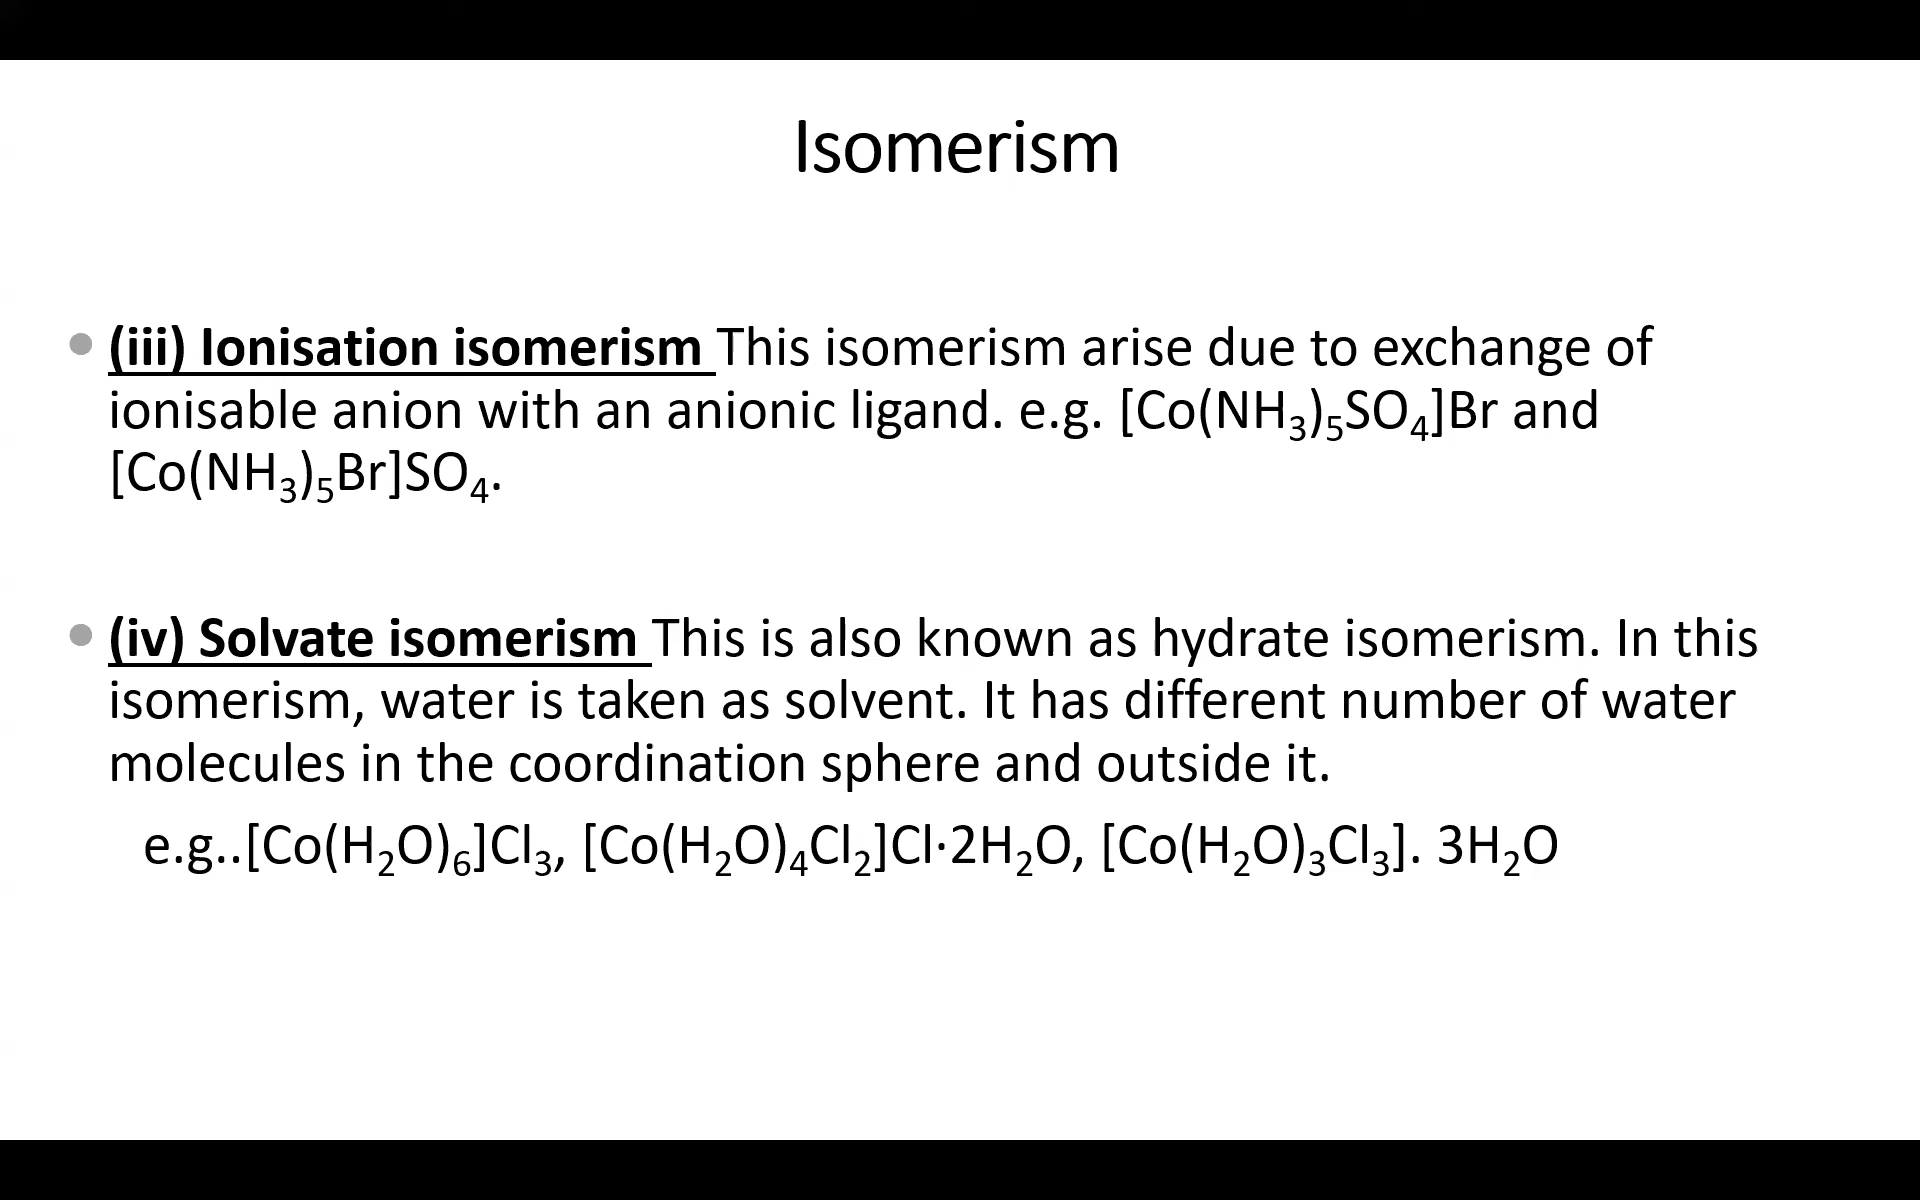 Isomerism
• (iii) Ionisation isomerism This isomerism arise due to exchange of
ionisable anion with an anionic ligand. e.g. [Co(NH₃)₅SO₄]Br and
[Co(NH₃)₅Br]SO₄.
• (iv) Solvate isomerism This is also known as hydrate isomerism. In this
isomerism, water is taken as solvent. It has different number of water
molecules in the coordination sphere and outside it.
e.g..[Co(H₂O)₆]Cl₃, [Co(H₂O)₄Cl₂]Cl·2H₂O, [Co(H₂O)₃Cl₃]. 3H₂O